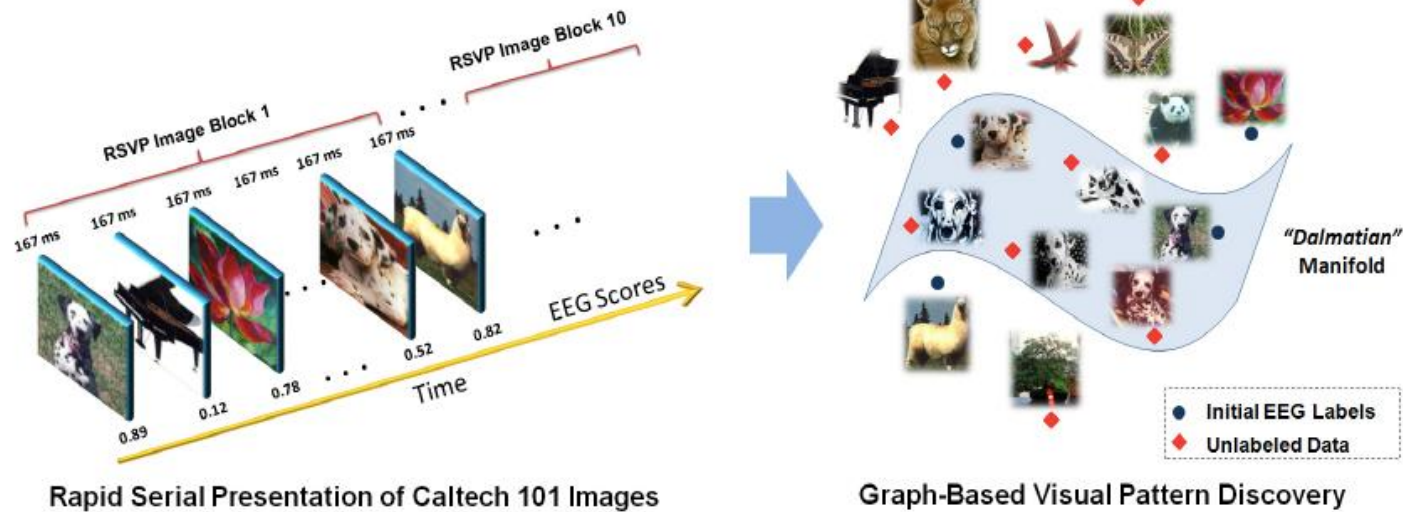 RSVP Image Block 1
RSVP Image Block 10
167 ms
167 ms
167 ms
167 ms
167 ms
167 ms
0.89
0.12
0.78
0.52
0.82
EEG Scores
Time
Rapid Serial Presentation of Caltech 101 Images
“Dalmatian”
Manifold
Initial EEG Labels
Unlabeled Data
Graph-Based Visual Pattern Discovery